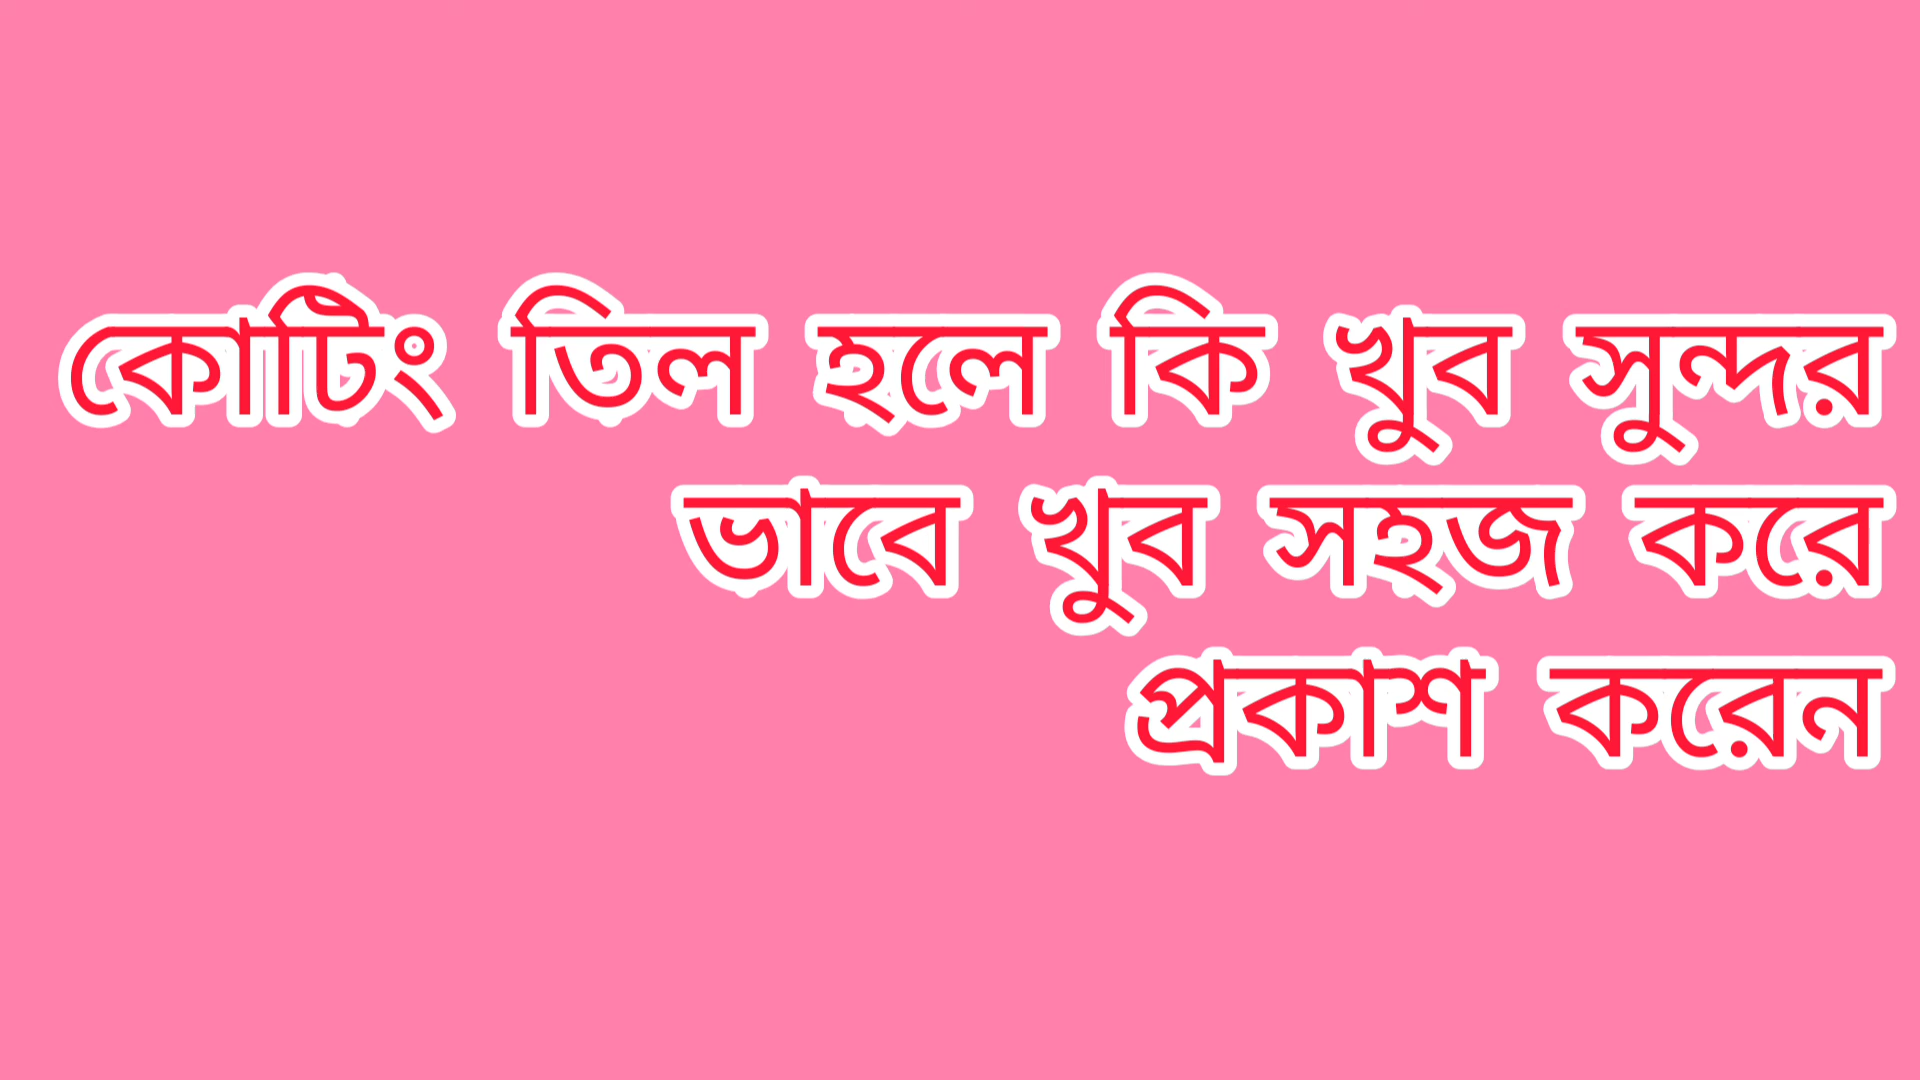 কোটিং তিল হলে কি খুব সুন্দর
ভাবে খুব সহজ করে
প্রকাশ করেন